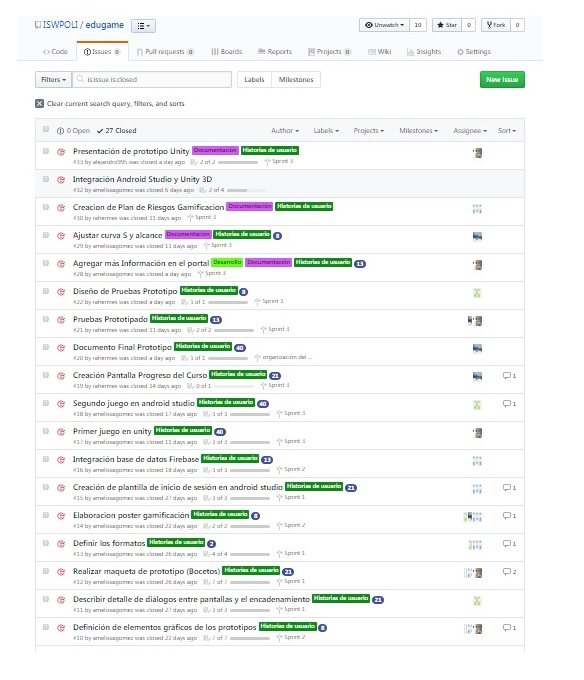 ISWPOLI / edugame
Unwatch 10 Star 0 Fork 0
Code Issues 0 Pull requests 0 Boards Reports Projects 0 Wiki Insights Settings
Filters is:issue is:closed Labels Milestones New issue
Clear current search query, filters, and sorts
0 Open 27 Closed Author Labels Projects Milestones Assignee Sort
Presentación de prototipo Unity Documentación Historias de usuario
#33 by alejandro995 was closed a day ago 2 of 2 Sprint 3
Integración Android Studio y Unity 3D
#32 by amelissagomez was closed 6 days ago 2 of 4
Creacion de Plan de Riesgos Gamificacion Documentación Historias de usuario
#30 by rahermes was closed 11 days ago Sprint 3
Ajustar curva S y alcance Documentación Historias de usuario 8
#29 by amelissagomez was closed 11 days ago Sprint 3
Agregar más Información en el portal Desarrollo Documentación Historias de usuario 13
#28 by amelissagomez was closed a day ago Sprint 3
Diseño de Pruebas Prototipo Historias de usuario 8
#22 by rahermes was closed a day ago 1 of 1 Sprint 3
Pruebas Prototipado Historias de usuario 13
#21 by rahermes was closed 11 days ago 2 of 2 Sprint 3
Documento Final Prototipo Historias de usuario 40
#20 by rahermes was closed a day ago 1 of 1 organización del ...
Creación Pantalla Progreso del Curso Historias de usuario 21 1
#19 by rahermes was closed 14 days ago 0 of 1 Sprint 3
Segundo juego en android studio Historias de usuario 40 1
#18 by amelissagomez was closed 17 days ago 3 of 3 Sprint 3
Primer juego en unity Historias de usuario 40
#17 by amelissagomez was closed 11 days ago 3 of 3 Sprint 3
Integración base de datos Firebase Historias de usuario 13
#16 by amelissagomez was closed 18 days ago 3 of 3 Sprint 2
Creación de plantilla de inicio de sesión en android studio Historias de usuario 21 1
#15 by amelissagomez was closed 27 days ago 3 of 3 Sprint 1
Elaboracion poster gamificación Historias de usuario 8 1
#14 by amelissagomez was closed 22 days ago 2 of 2 Sprint 2
Definir los formatos Historias de usuario 2 1
#13 by amelissagomez was closed 26 days ago 4 of 4 Sprint 1
Realizar maqueta de prototipo (Bocetos) Historias de usuario 21 2
#12 by amelissagomez was closed 26 days ago 7 of 7 Sprint 1
Describir detalle de diálogos entre pantallas y el encadenamiento Historias de usuario 21
#11 by amelissagomez was closed 27 days ago 3 of 3 Sprint 1
Definición de elementos gráficos de los prototipos Historias de usuario 8 1
#10 by amelissagomez was closed 22 days ago 7 of 7 Sprint 2